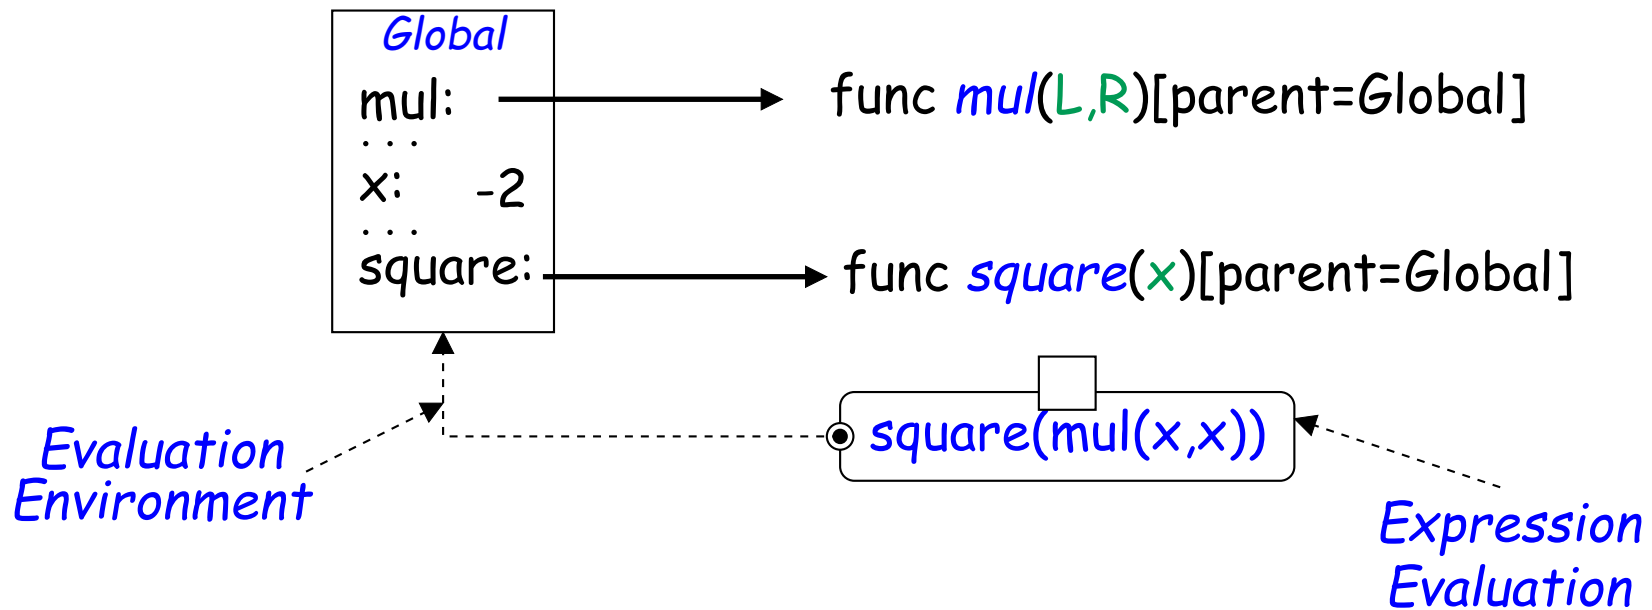 Global
mul: func mul(L,R)[parent=Global]
. . .
x: -2
. . .
square: func square(x)[parent=Global]
square(mul(x,x))
Evaluation
Environment
Expression
Evaluation